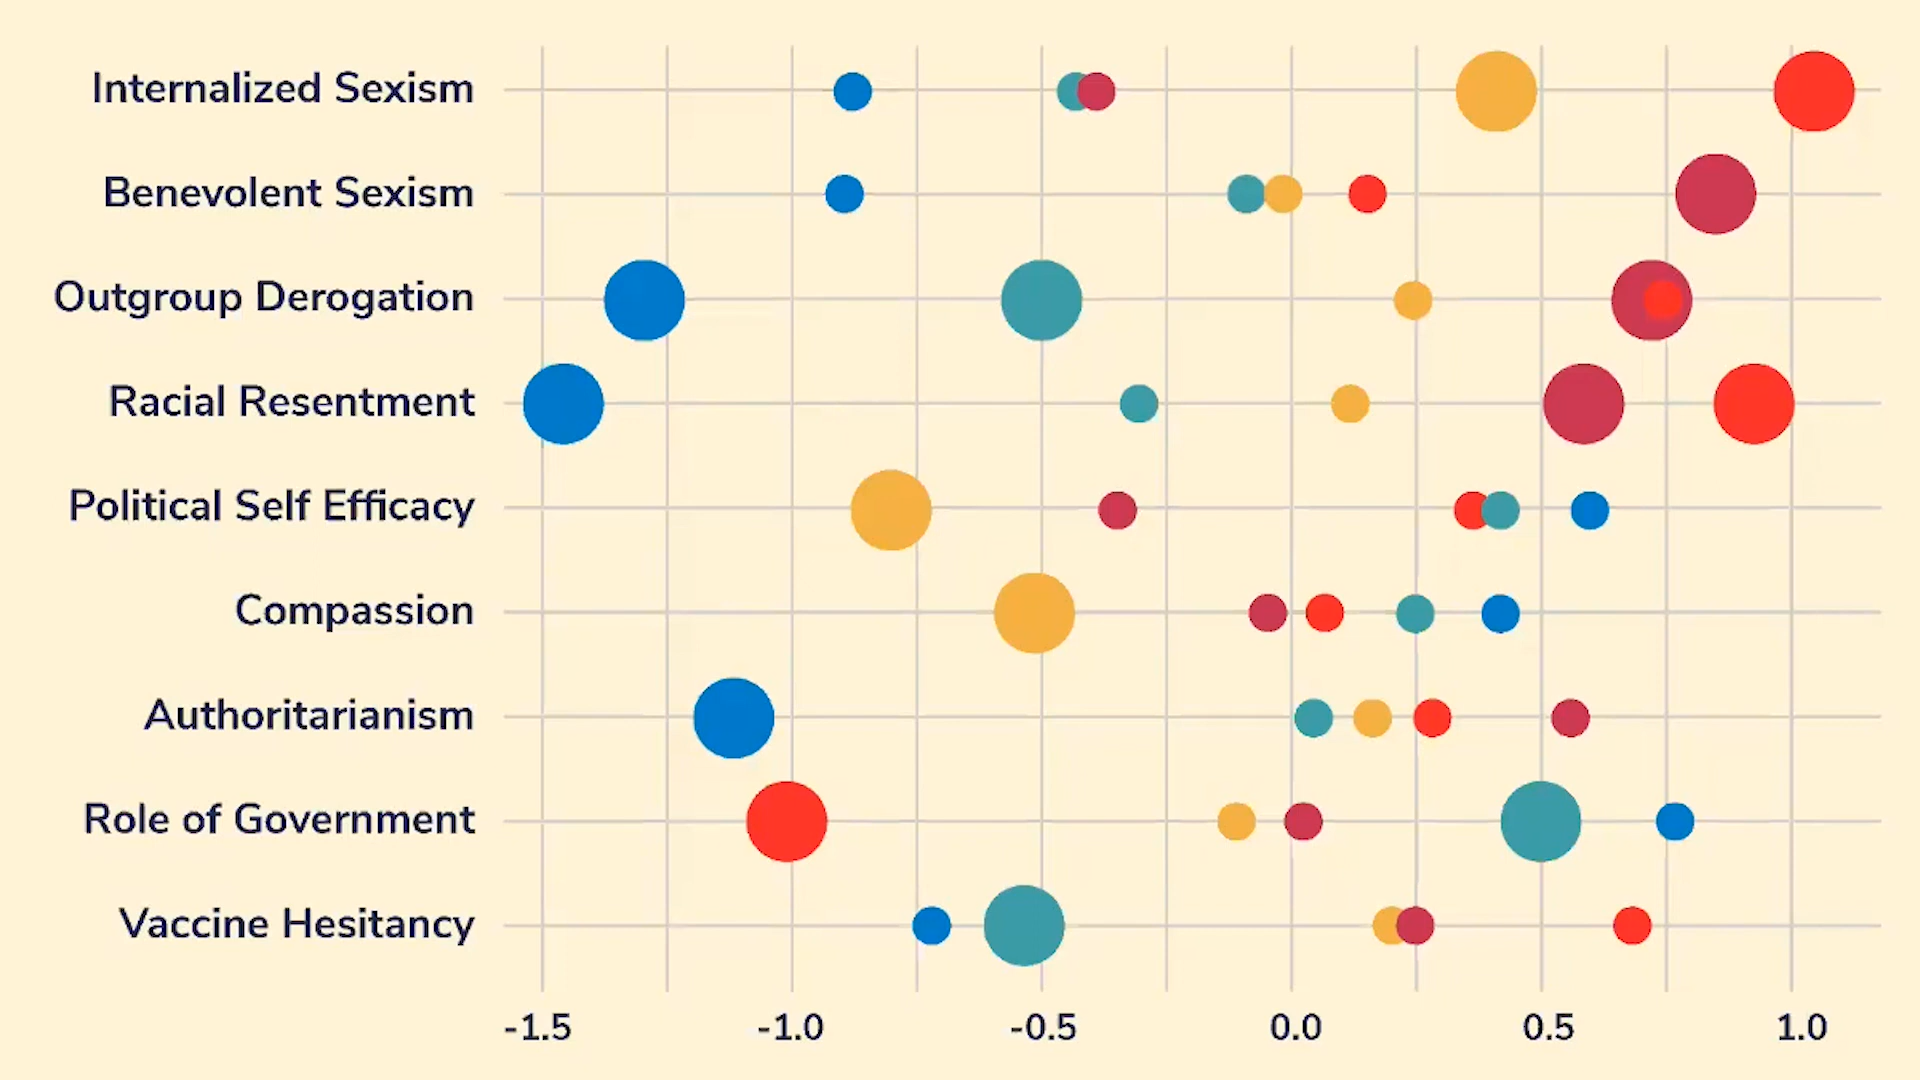 Internalized Sexism
Benevolent Sexism
Outgroup Derogation
Racial Resentment
Political Self Efficacy
Compassion
Authoritarianism
Role of Government
Vaccine Hesitancy
-1.5 -1.0 -0.5 0.0 0.5 1.0